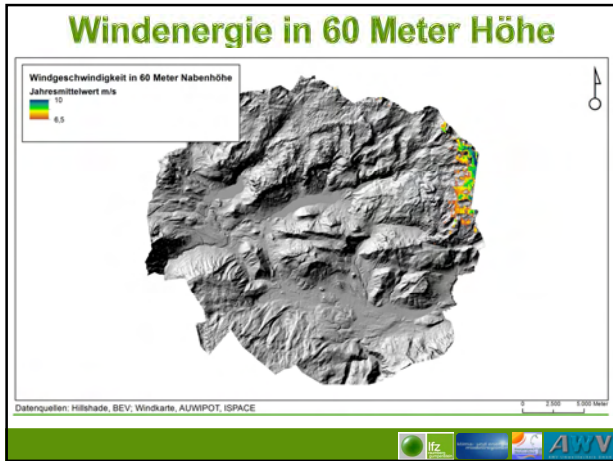 Windenergie in 60 Meter Höhe
Windgeschwindigkeit in 60 Meter Nabenhöhe
Jahresmittelwert m/s
10
6,5
Datenquellen: Hillshade, BEV; Windkarte, AUWIPOT, ISPACE
0 2.500 5.000 Meter
lfz
AWV